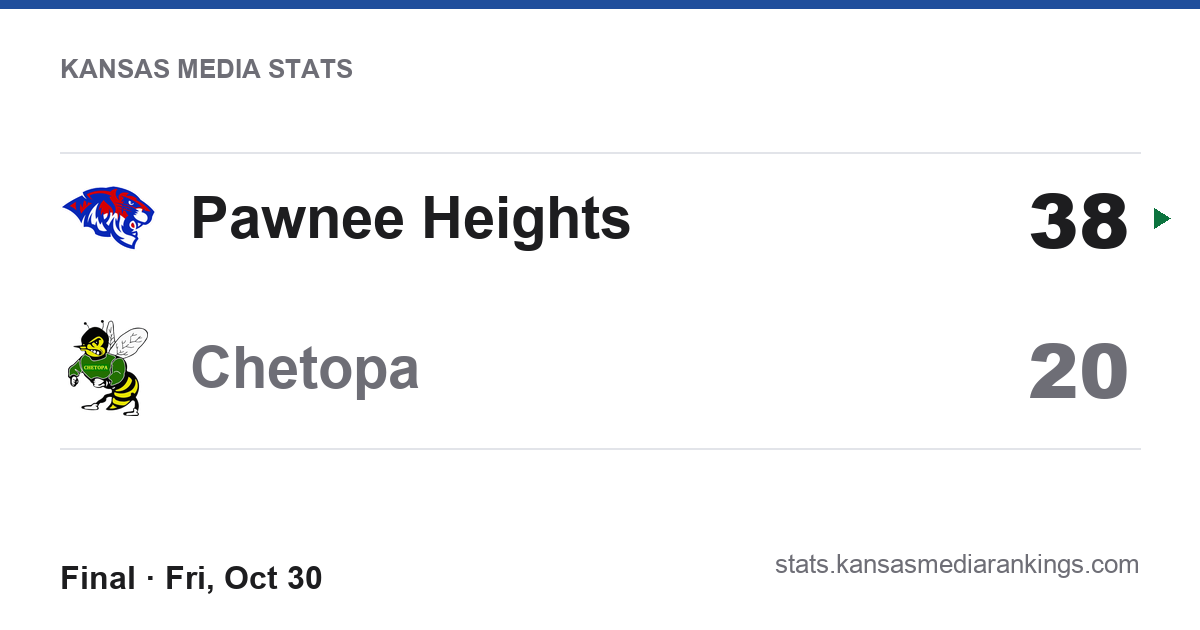 KANSAS MEDIA STATS
Pawnee Heights 38
CHETOPA
Chetopa 20
Final · Fri, Oct 30
stats.kansasmediarankings.com